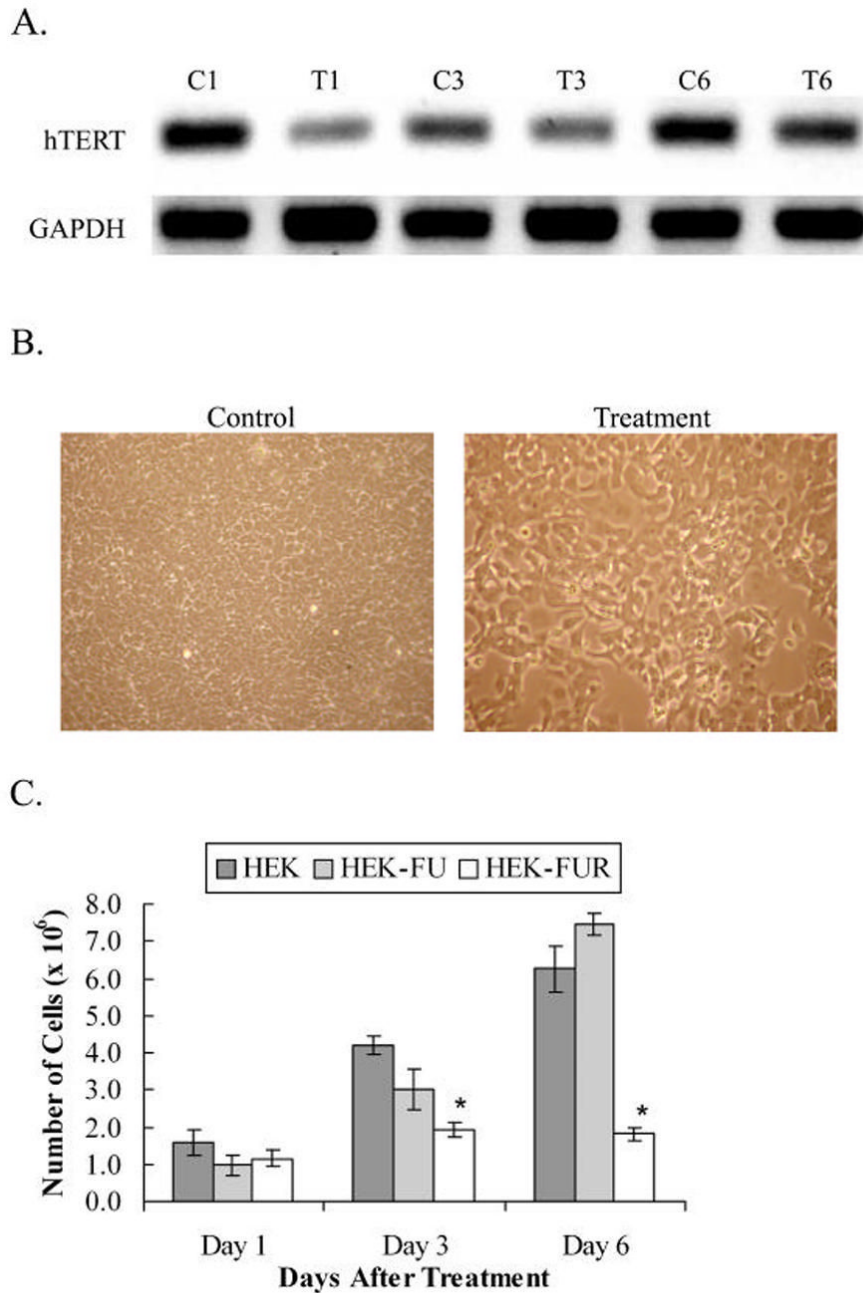 A.
C1 T1 C3 T3 C6 T6
hTERT
GAPDH
B.
Control Treatment
C.
HEK HEK-FU HEK-FUR
8.0
7.0
6.0
5.0
4.0
3.0
2.0
1.0
0.0
Number of Cells (x 10⁶)
* *
Day 1 Day 3 Day 6
Days After Treatment